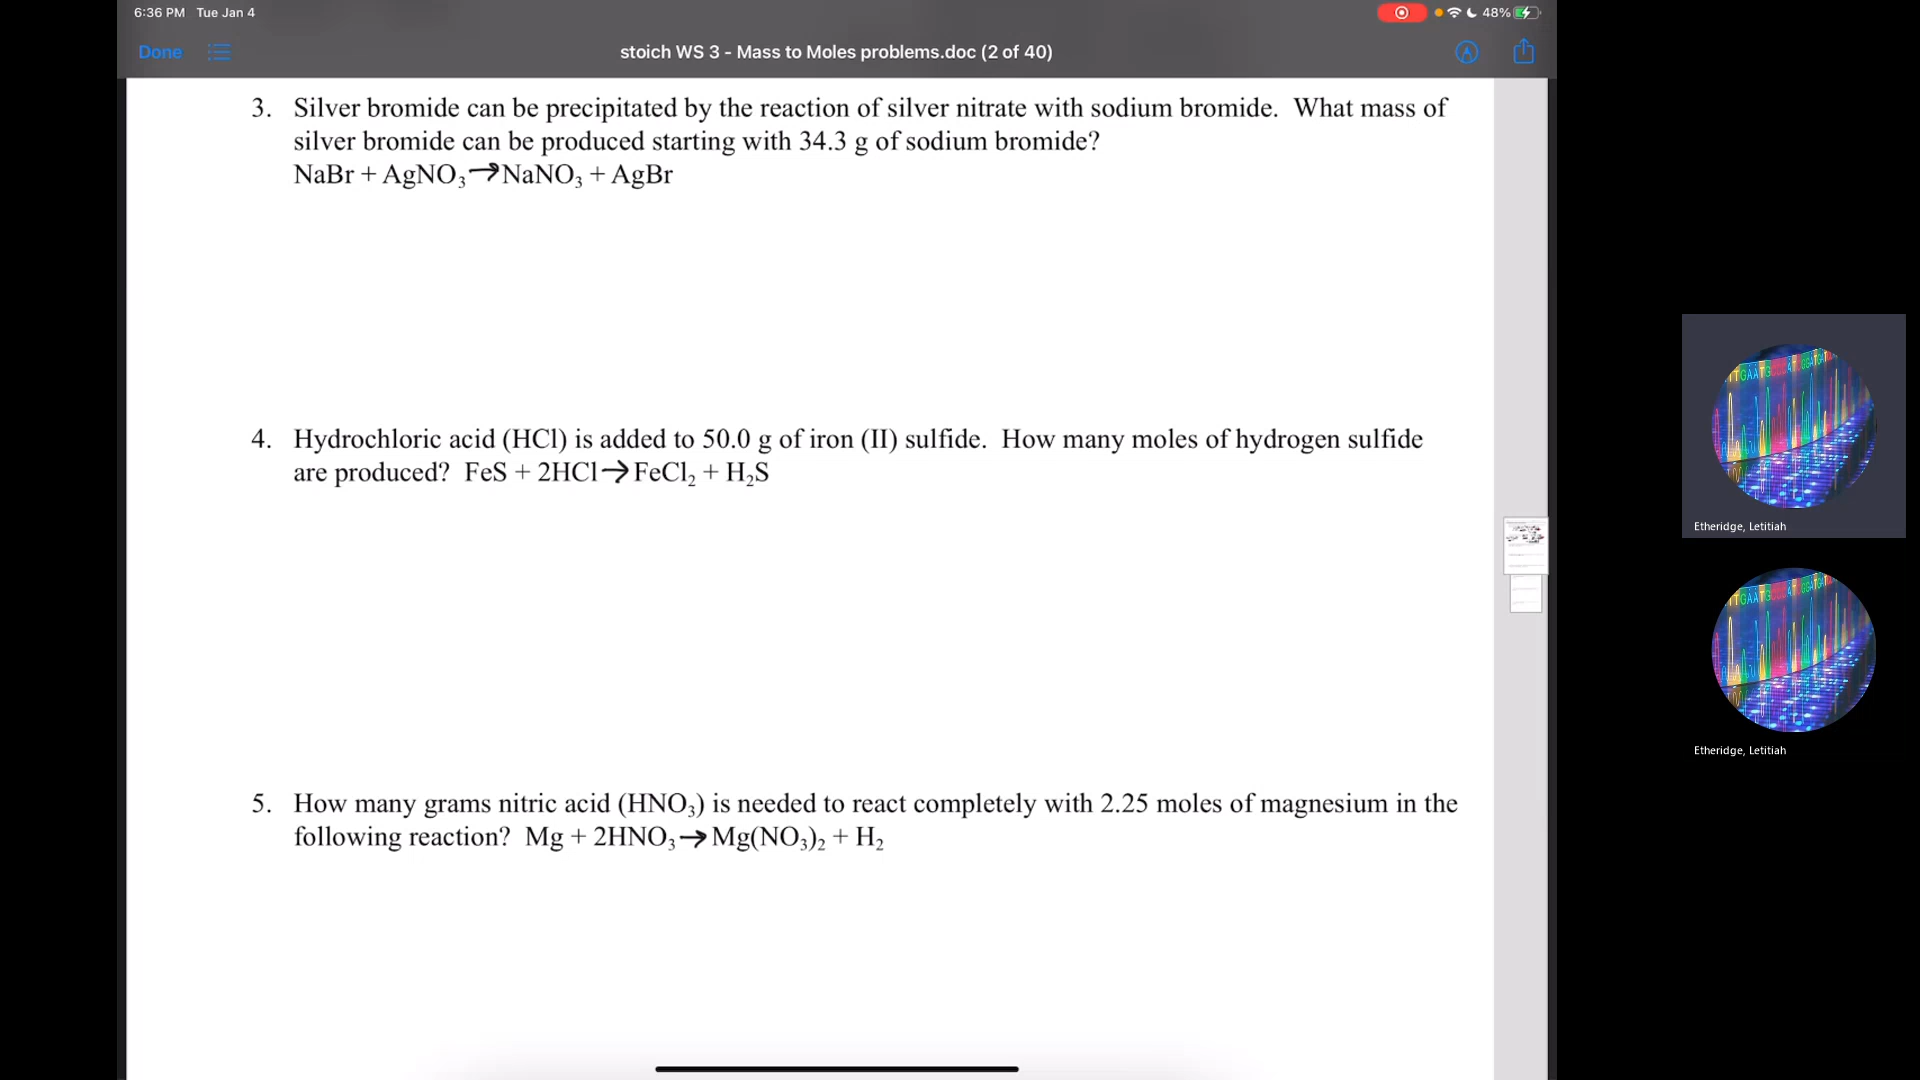 6:36 PM Tue Jan 4
48%
Done
stoich WS 3 - Mass to Moles problems.doc (2 of 40)
3. Silver bromide can be precipitated by the reaction of silver nitrate with sodium bromide. What mass of
silver bromide can be produced starting with 34.3 g of sodium bromide?
NaBr + AgNO₃→NaNO₃ + AgBr
4. Hydrochloric acid (HCl) is added to 50.0 g of iron (II) sulfide. How many moles of hydrogen sulfide
are produced? FeS + 2HCl→FeCl₂ + H₂S
5. How many grams nitric acid (HNO₃) is needed to react completely with 2.25 moles of magnesium in the
following reaction? Mg + 2HNO₃→Mg(NO₃)₂ + H₂
Etheridge, Letitiah
Etheridge, Letitiah